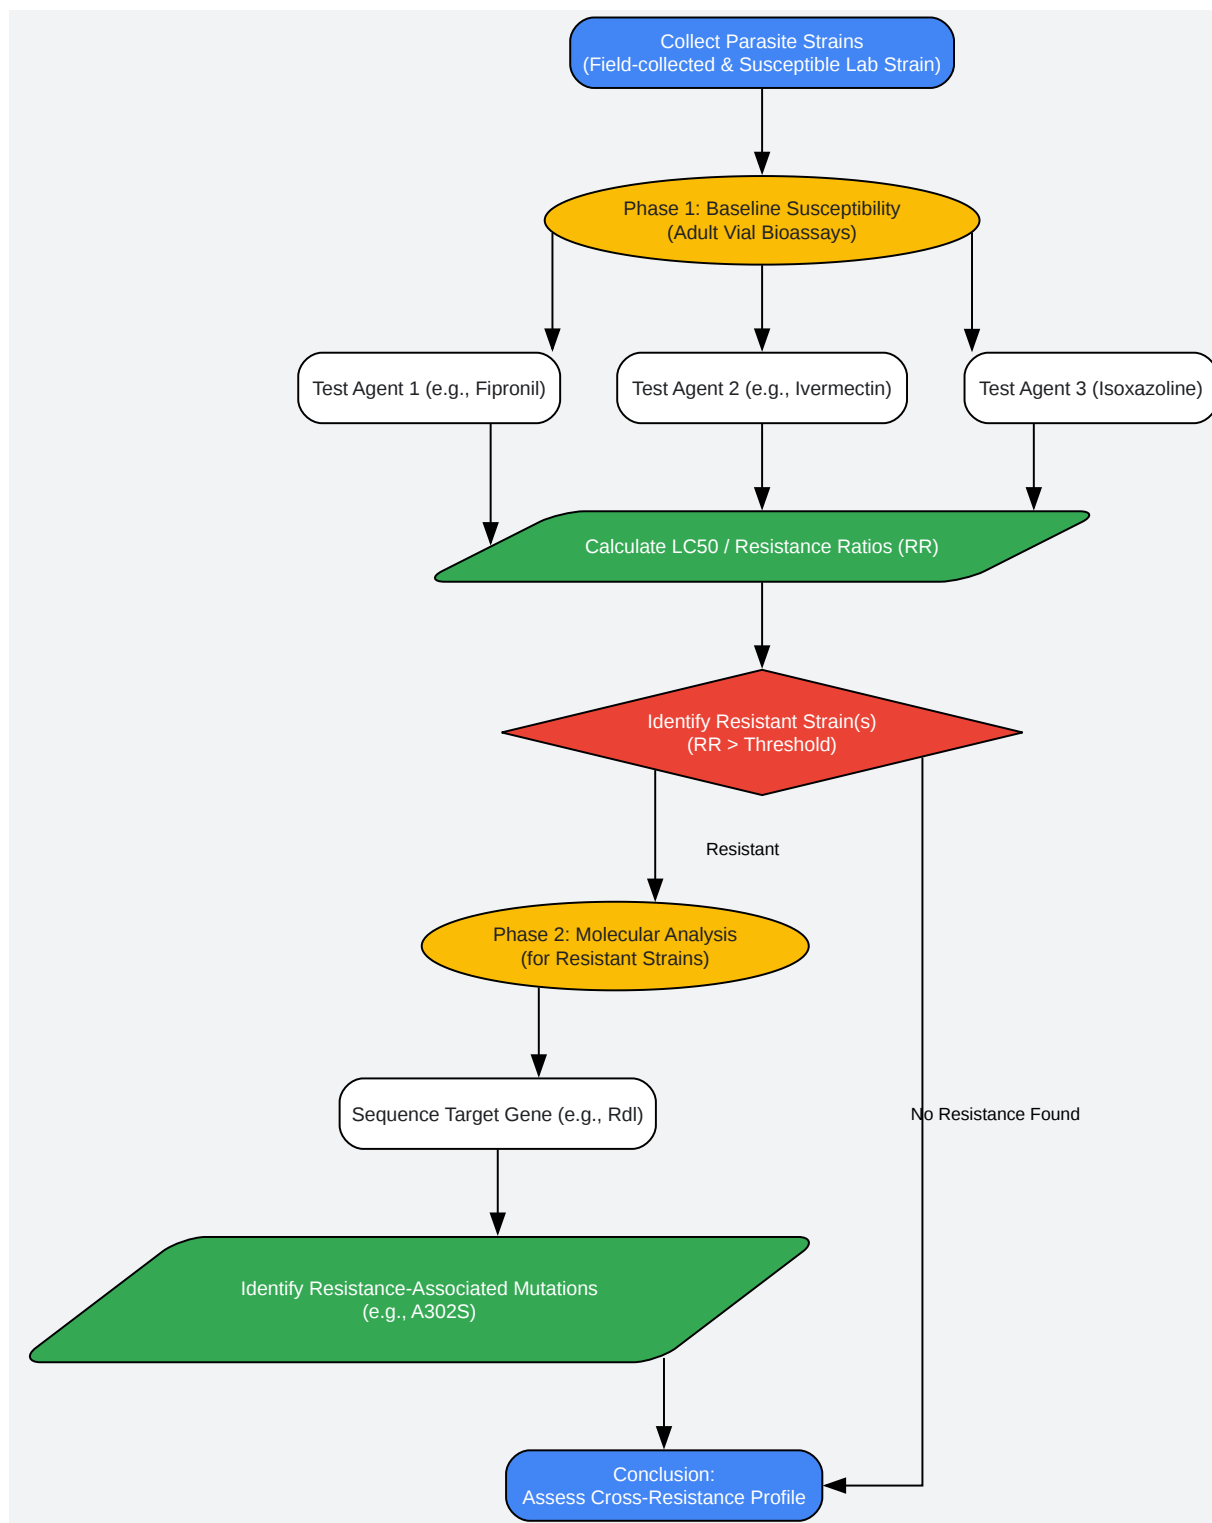 Collect Parasite Strains
(Field-collected & Susceptible Lab Strain)
Phase 1: Baseline Susceptibility
(Adult Vial Bioassays)
Test Agent 1 (e.g., Fipronil)
Test Agent 2 (e.g., Ivermectin)
Test Agent 3 (Isoxazoline)
Calculate LC50 / Resistance Ratios (RR)
Identify Resistant Strain(s)
(RR > Threshold)
Resistant
Phase 2: Molecular Analysis
(for Resistant Strains)
Sequence Target Gene (e.g., Rdl)
No Resistance Found
Identify Resistance-Associated Mutations
(e.g., A302S)
Conclusion:
Assess Cross-Resistance Profile